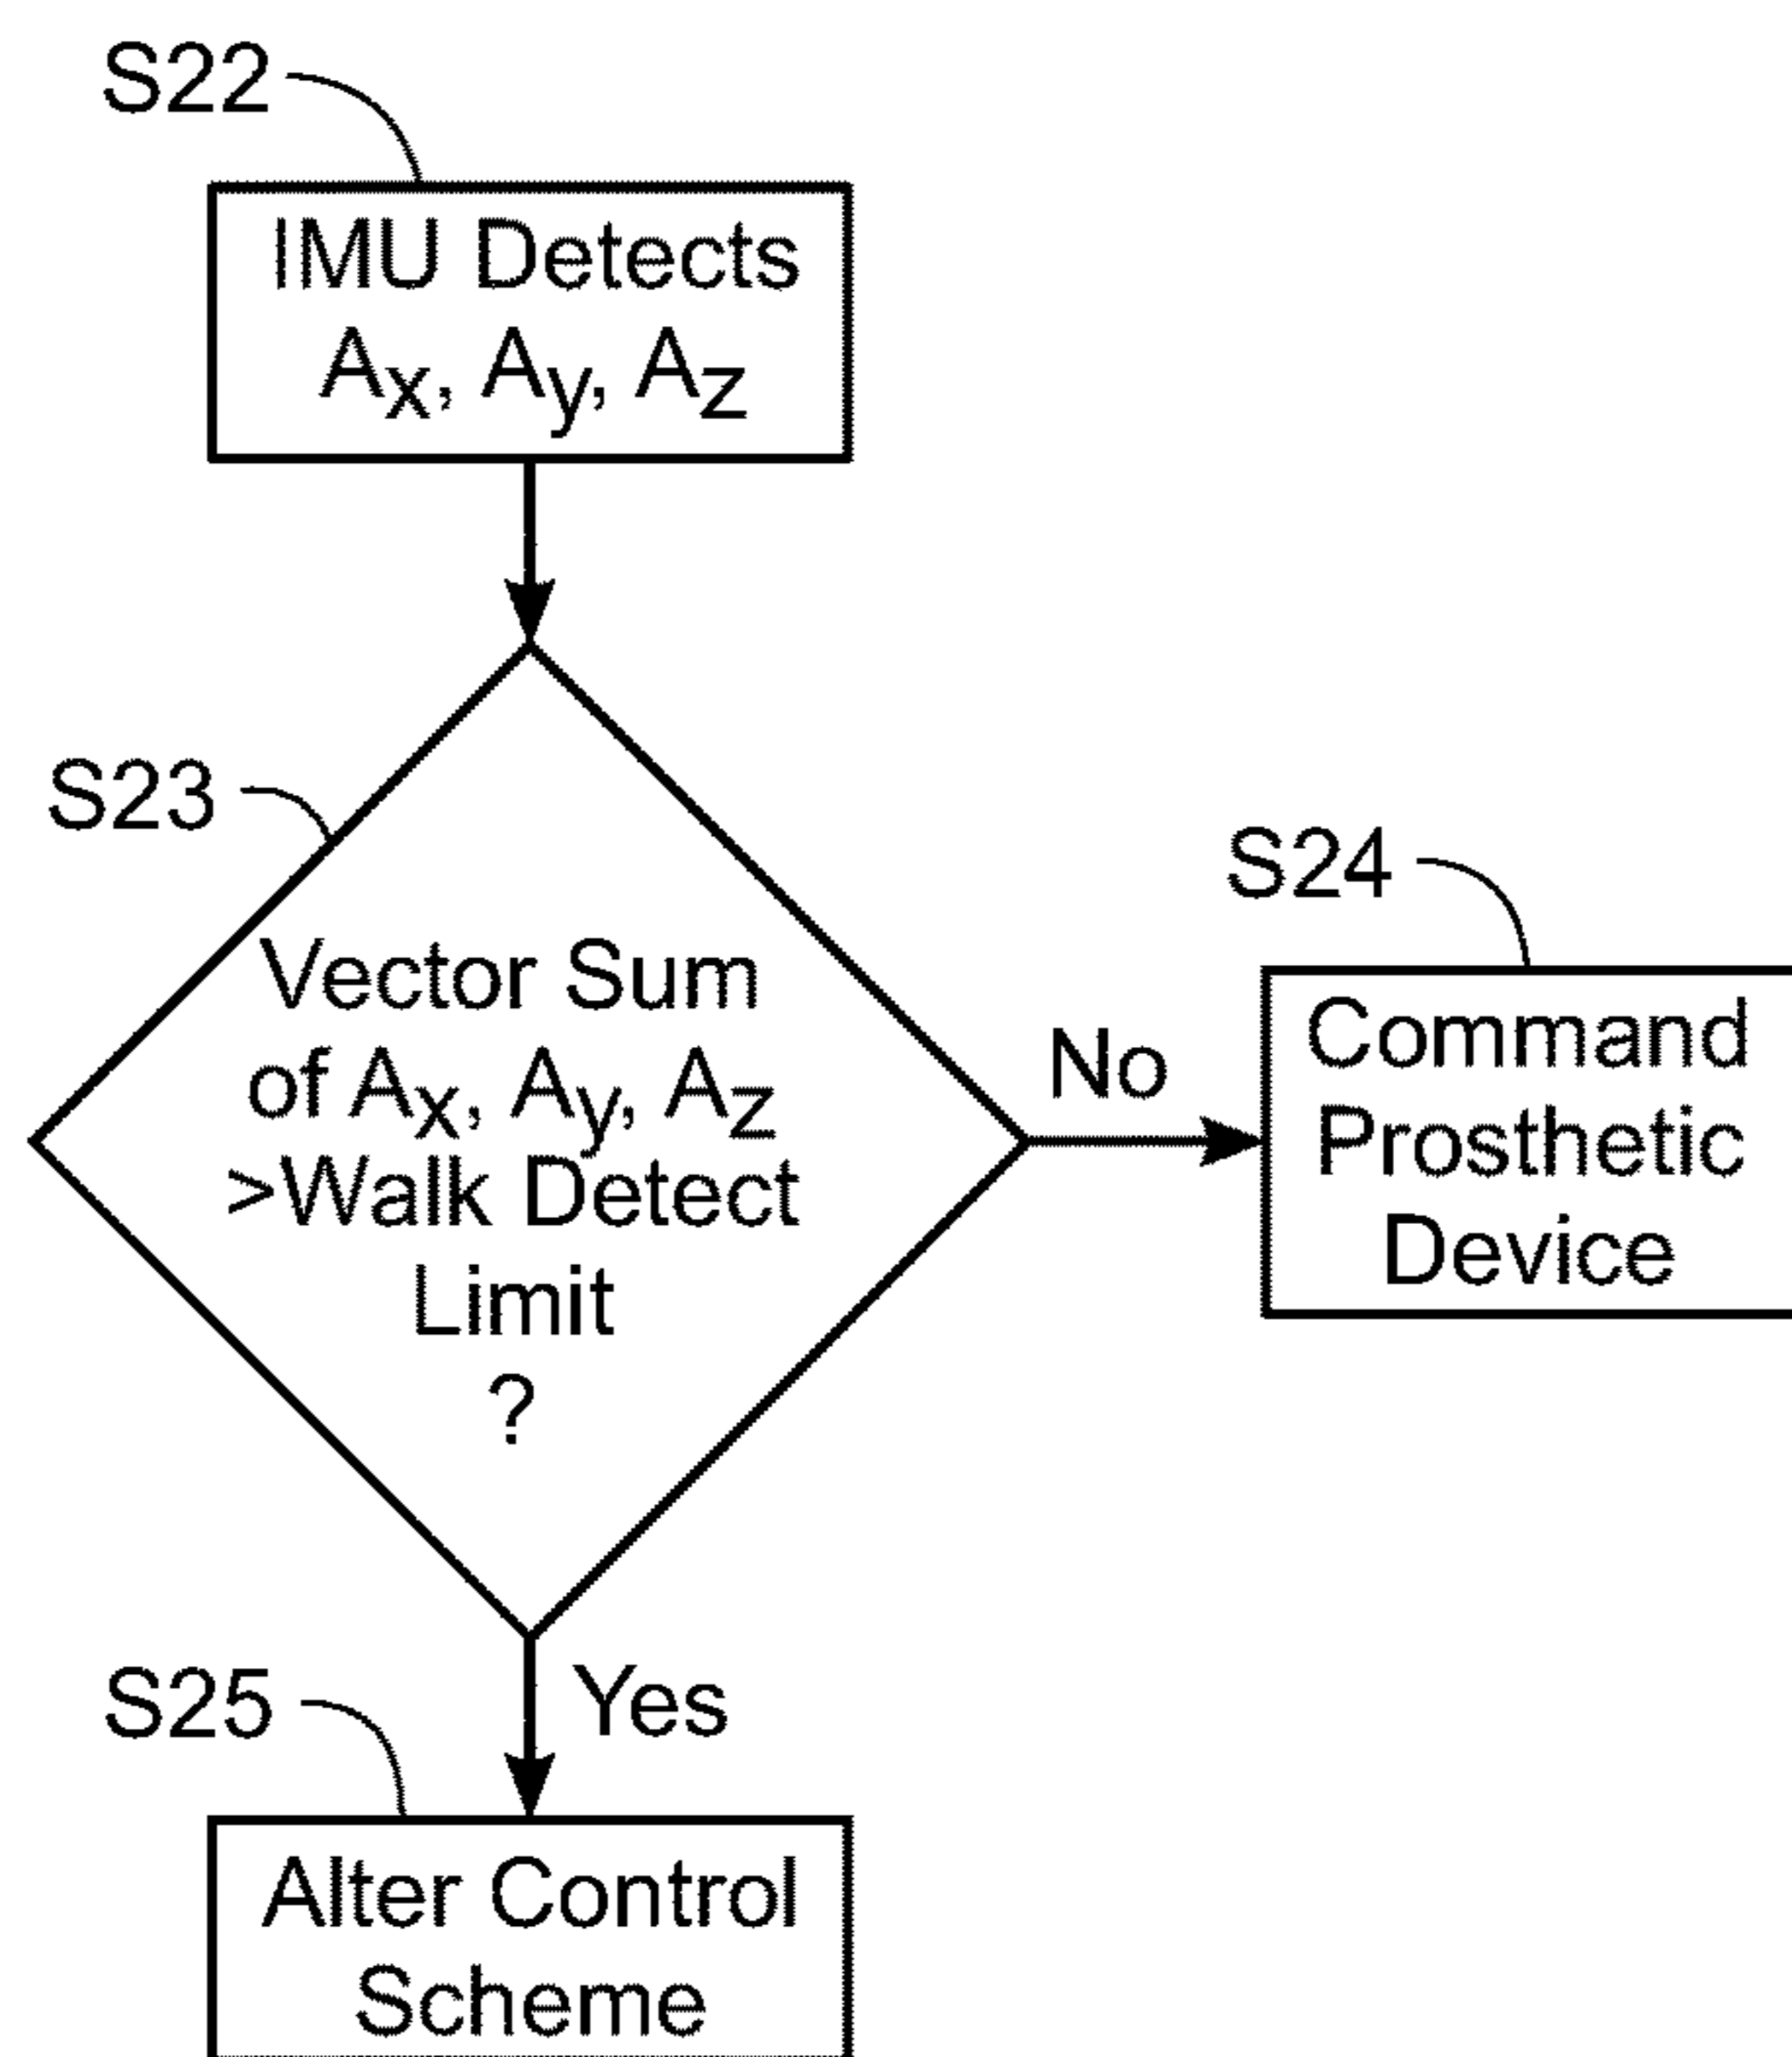 S22
IMU Detects
Ax, Ay, Az
S23
Vector Sum
of Ax, Ay, Az
>Walk Detect
Limit
?
No
S24
Command
Prosthetic
Device
Yes
S25
Alter Control
Scheme